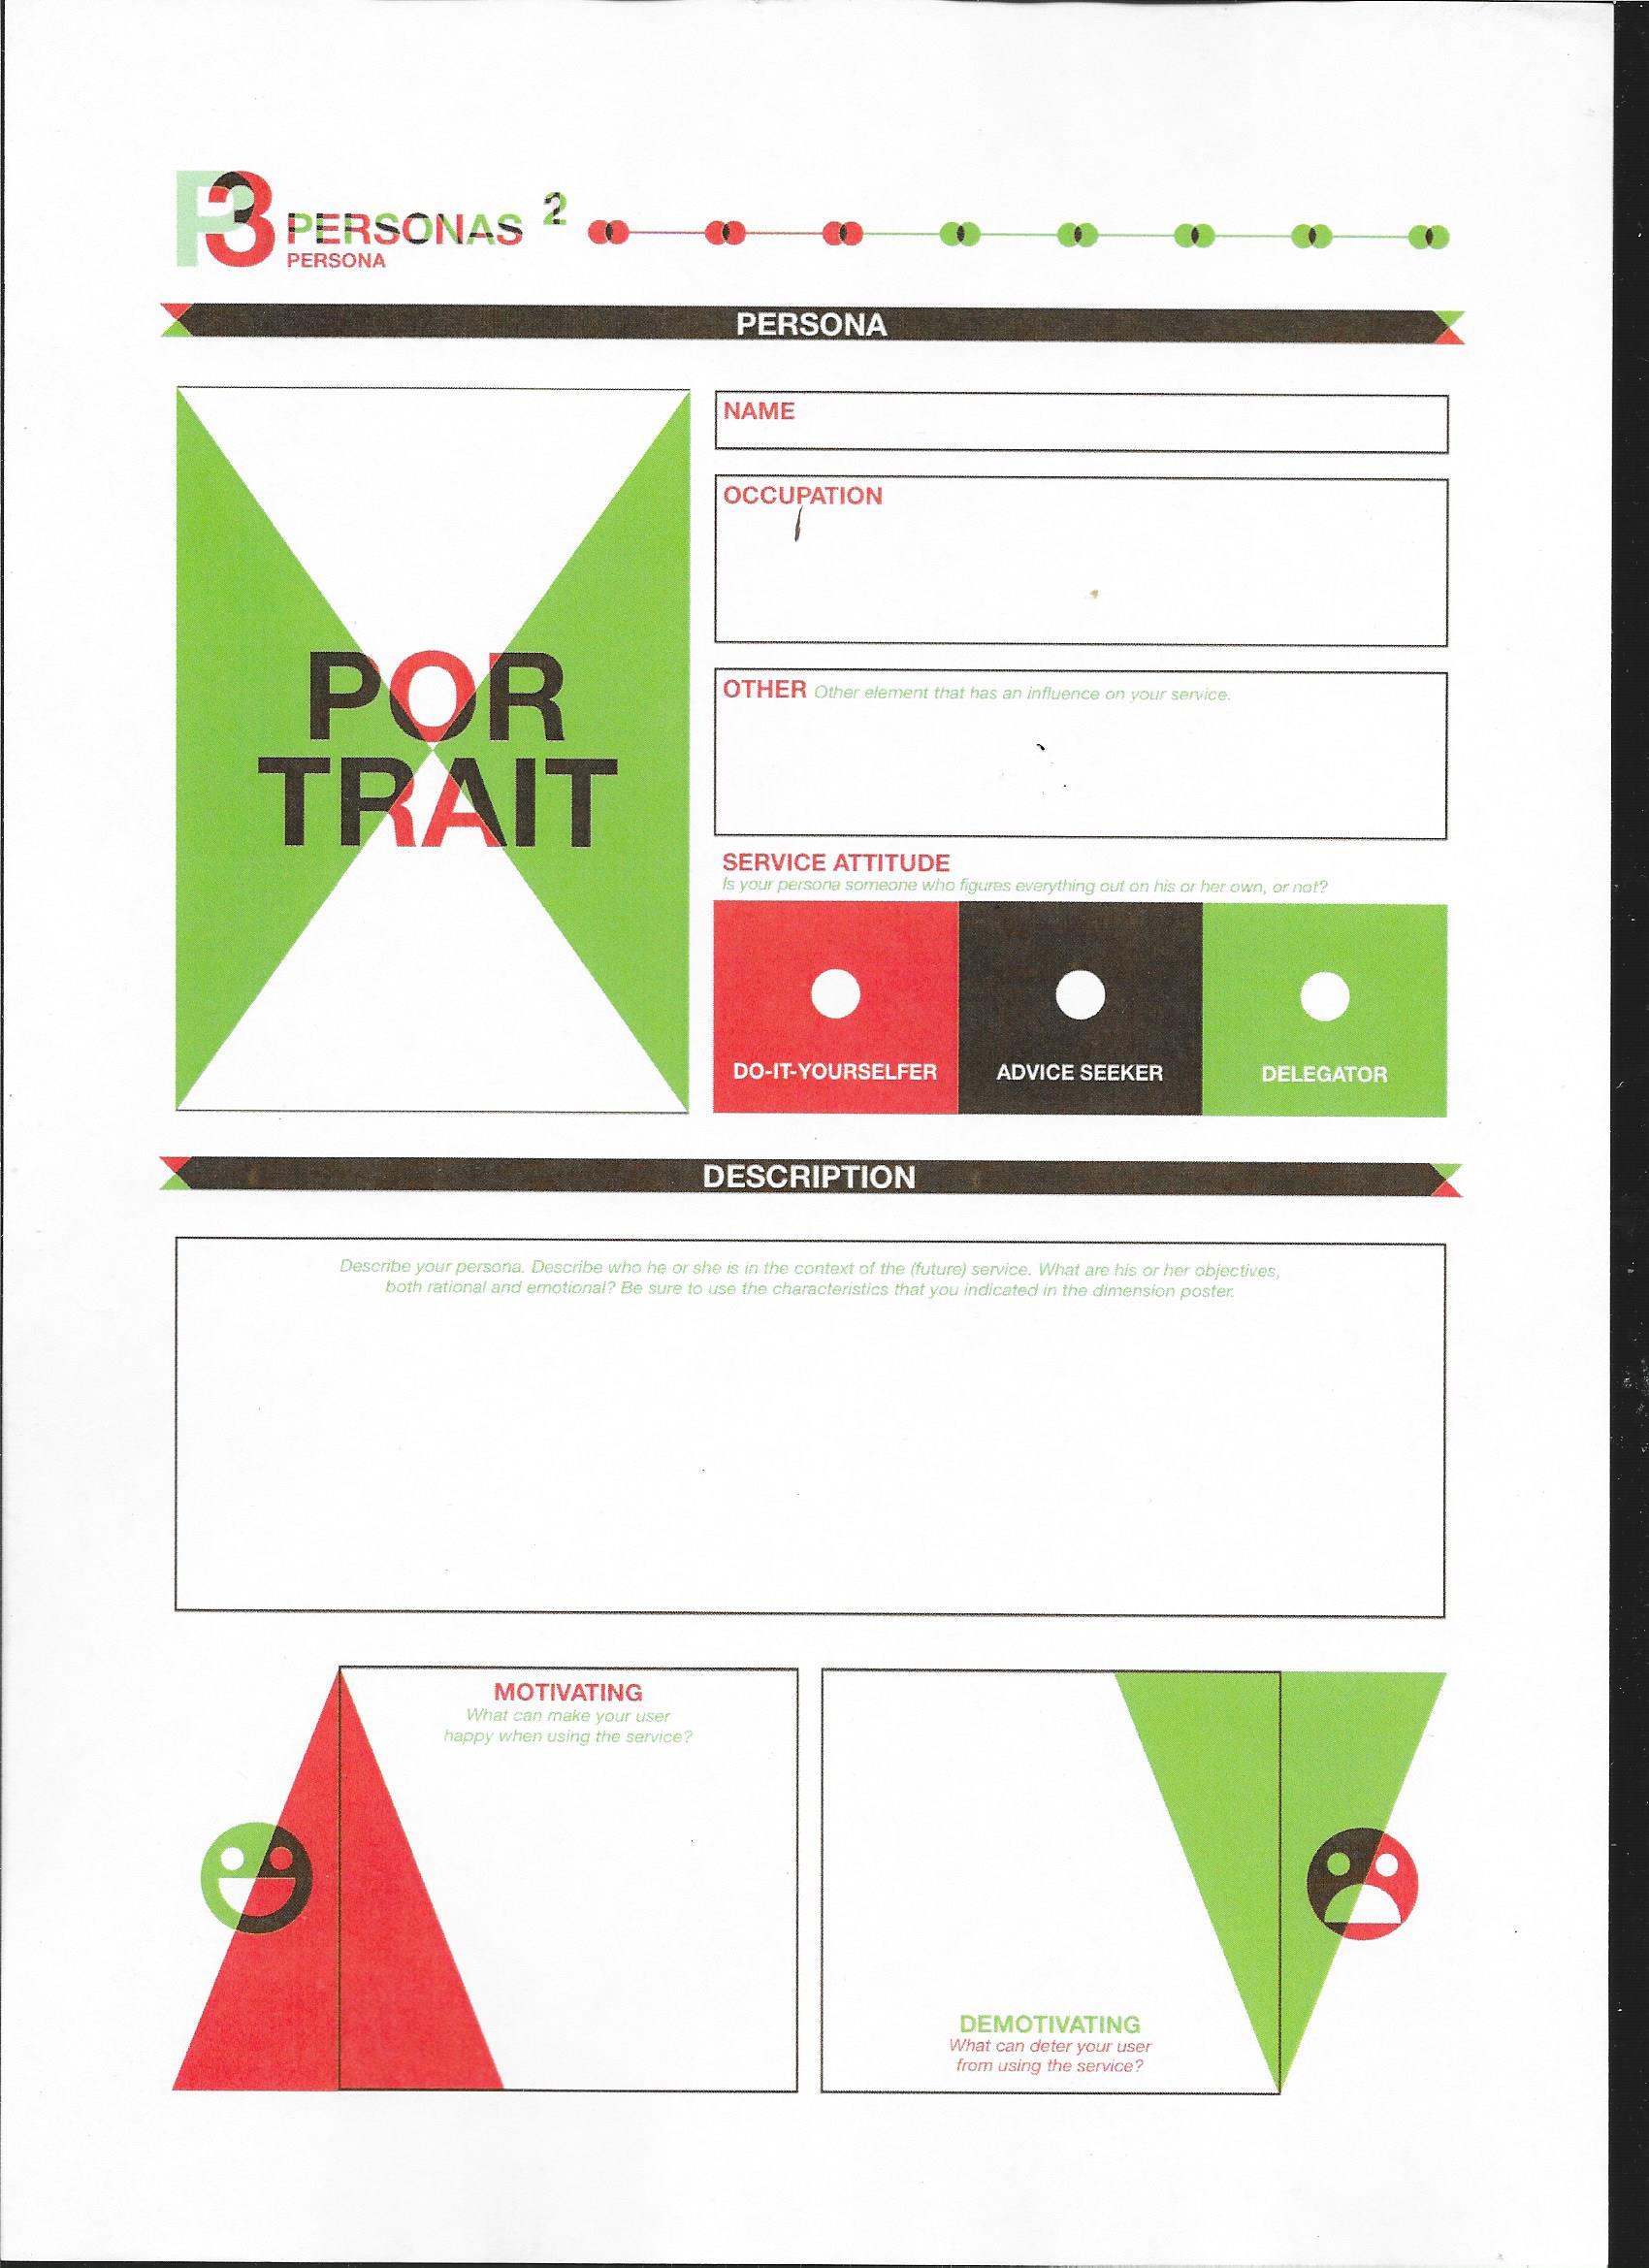 P3 PERSONAS 2
PERSONA
PERSONA
POR
TRAIT
NAME
OCCUPATION
OTHER Other element that has an influence on your service.
SERVICE ATTITUDE
Is your persona someone who figures everything out on his or her own, or not?
DO-IT-YOURSELFER ADVICE SEEKER DELEGATOR
DESCRIPTION
Describe your persona. Describe who he or she is in the context of the (future) service. What are his or her objectives,
both rational and emotional? Be sure to use the characteristics that you indicated in the dimension poster.
MOTIVATING
What can make your user
happy when using the service?
DEMOTIVATING
What can deter your user
from using the service?